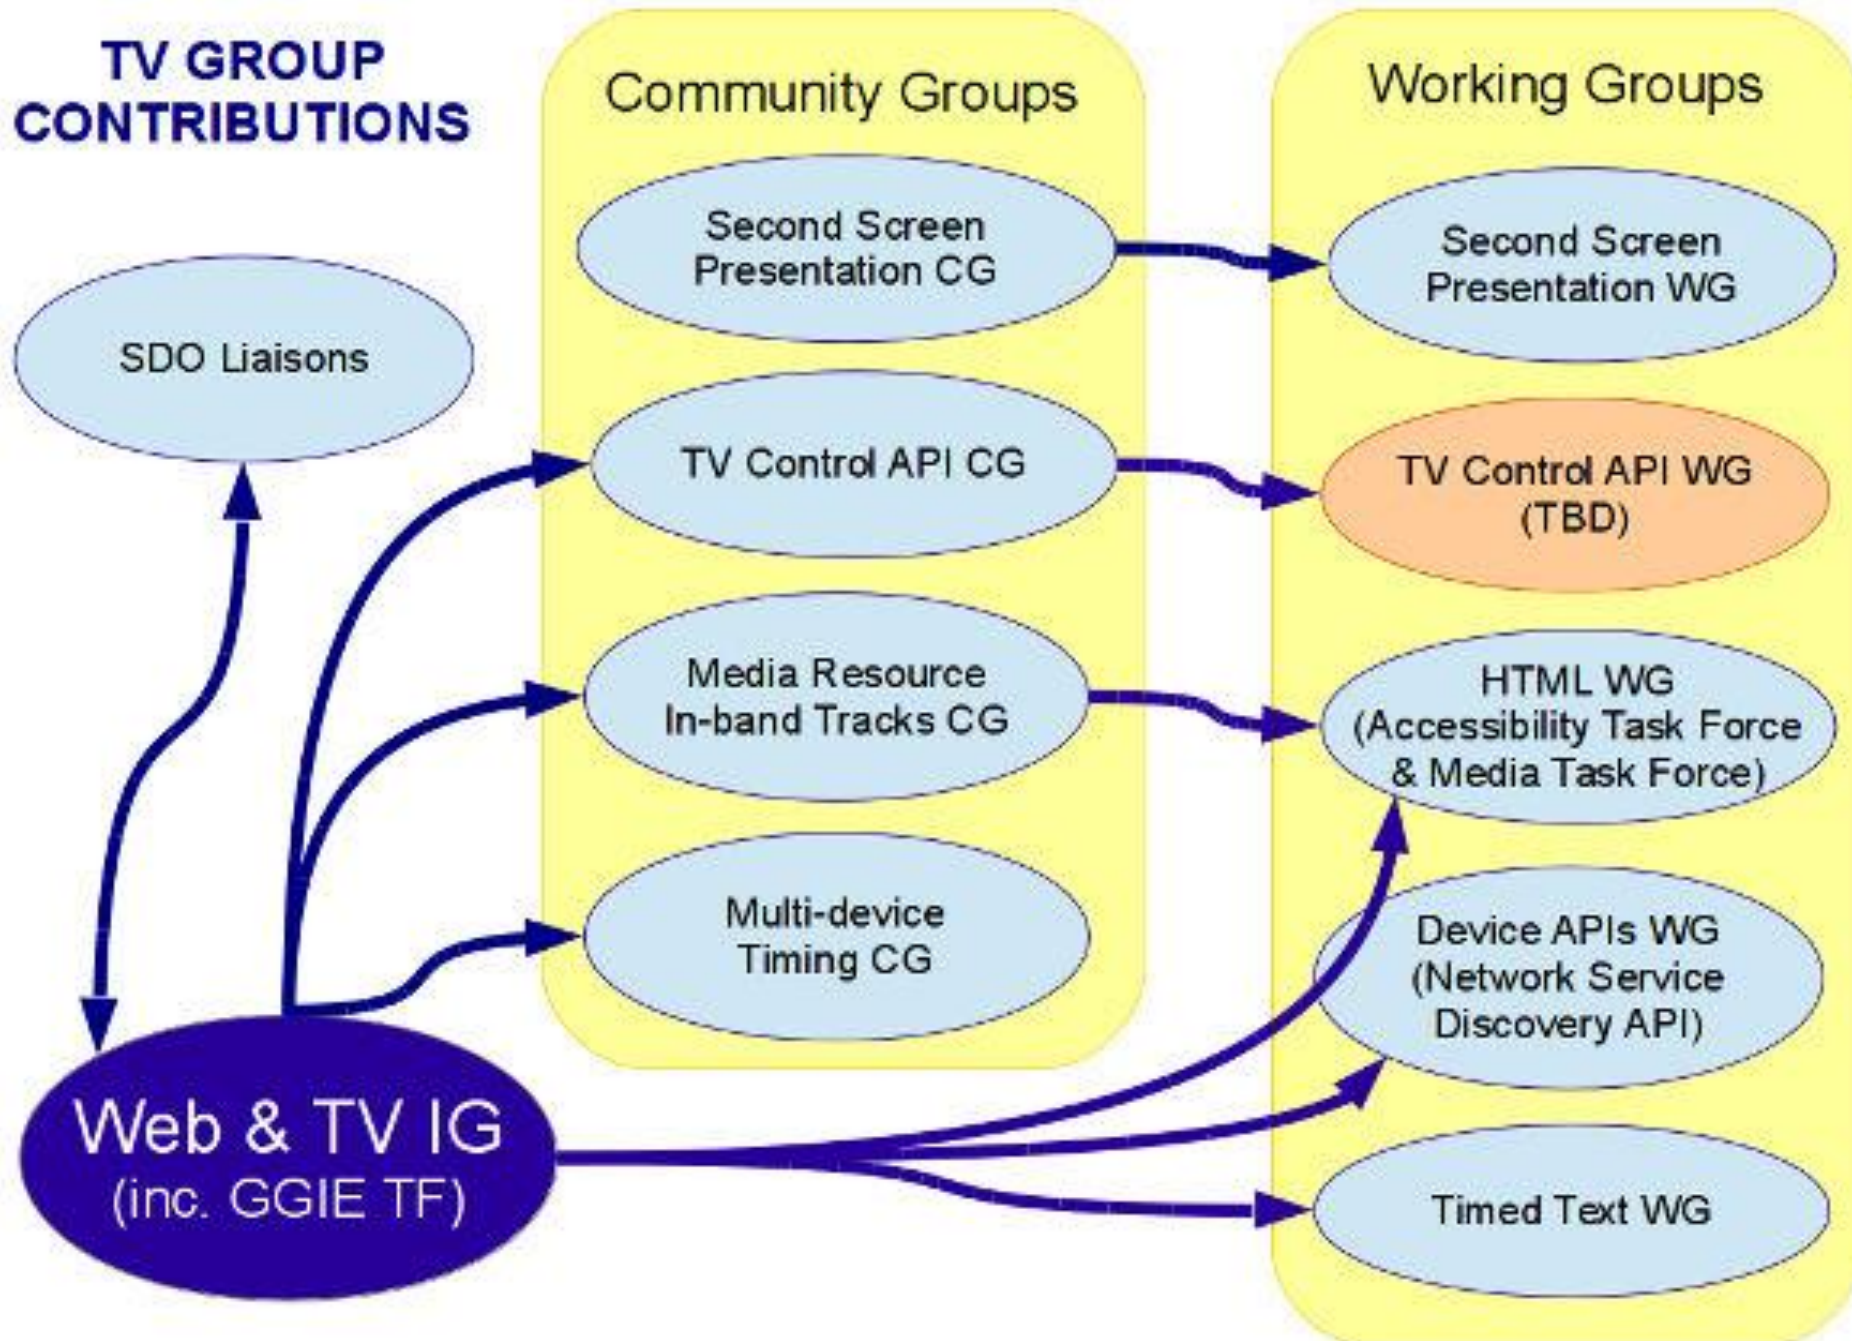 TV GROUP
CONTRIBUTIONS
SDO Liaisons
Web & TV IG
(inc. GGIE TF)
Community Groups
Second Screen
Presentation CG
TV Control API CG
Media Resource
In-band Tracks CG
Multi-device
Timing CG
Working Groups
Second Screen
Presentation WG
TV Control API WG
(TBD)
HTML WG
(Accessibility Task Force
& Media Task Force)
Device APIs WG
(Network Service
Discovery API)
Timed Text WG